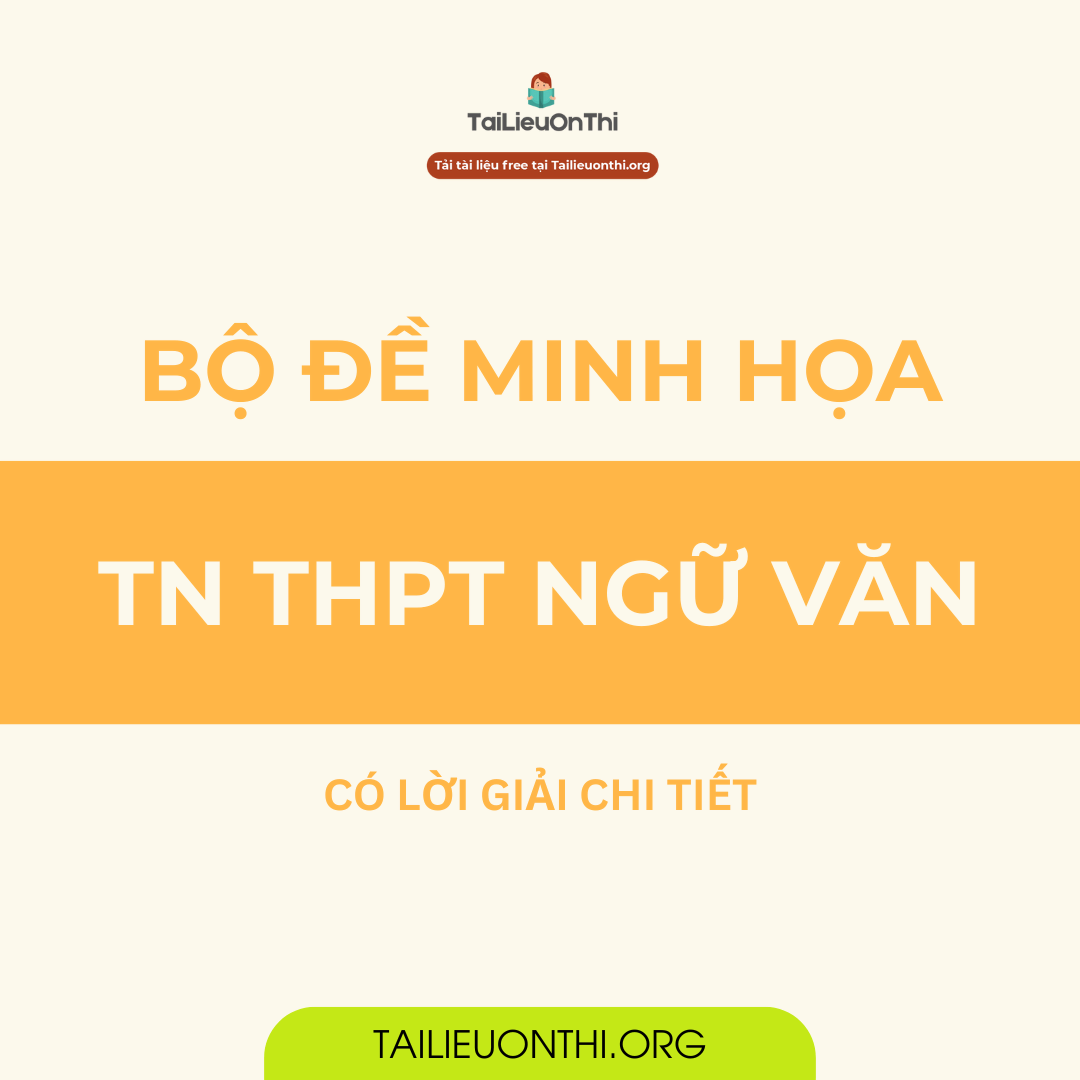 TaiLieuOnThi
Tải tài liệu free tại Tailieuonthi.org
BỘ ĐỀ MINH HỌA
TN THPT NGỮ VĂN
CÓ LỜI GIẢI CHI TIẾT
TAILIEUONTHI.ORG